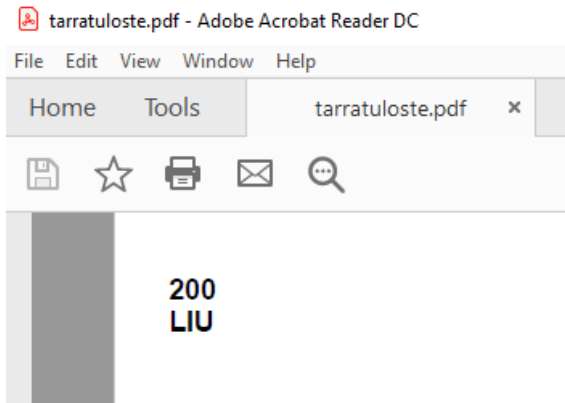 tarratuloste.pdf - Adobe Acrobat Reader DC
File Edit View Window Help
Home Tools tarratuloste.pdf ×
200
LIU